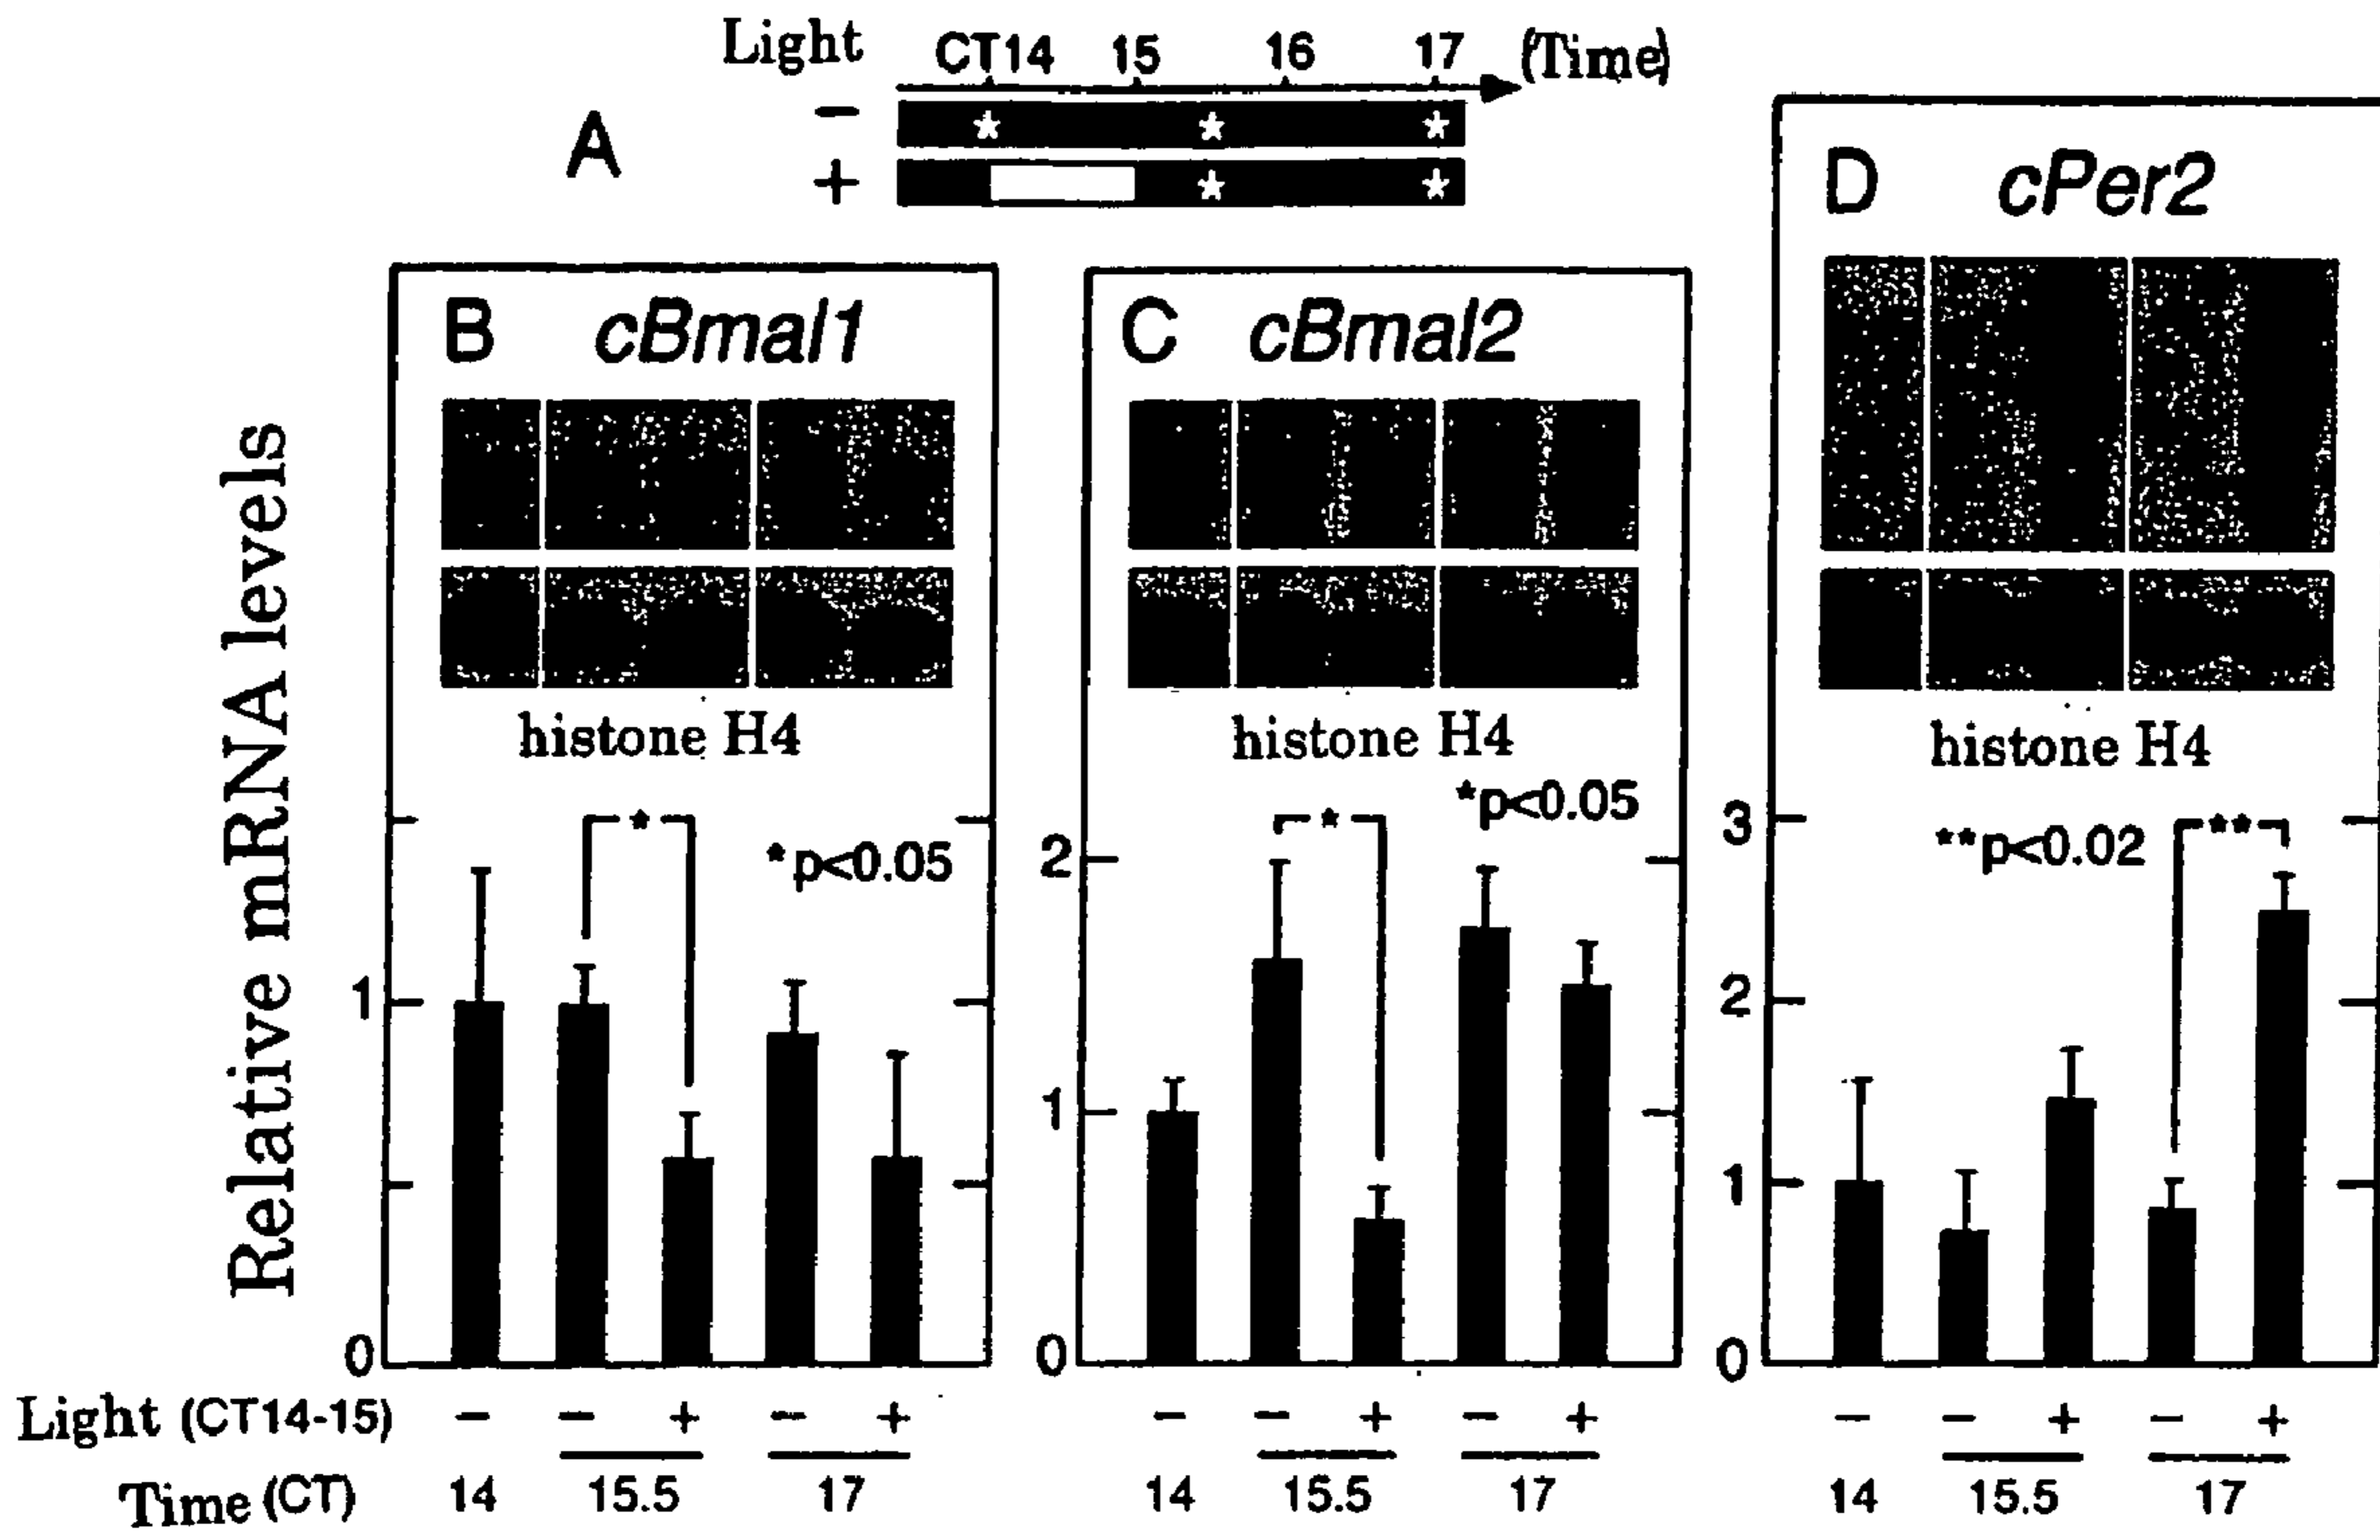 Light CT14 15 16 17 (Time)
A
−
+
B cBmal1
C cBmal2
D cPer2
Relative mRNA levels
histone H4
histone H4
histone H4
* *p<0.05
1
0
* *p<0.05
2
1
0
**p<0.02 **
3
2
1
0
Light (CT14-15) − − + − + − − + − + − − + − +
Time (CT) 14 15.5 17 14 15.5 17 14 15.5 17